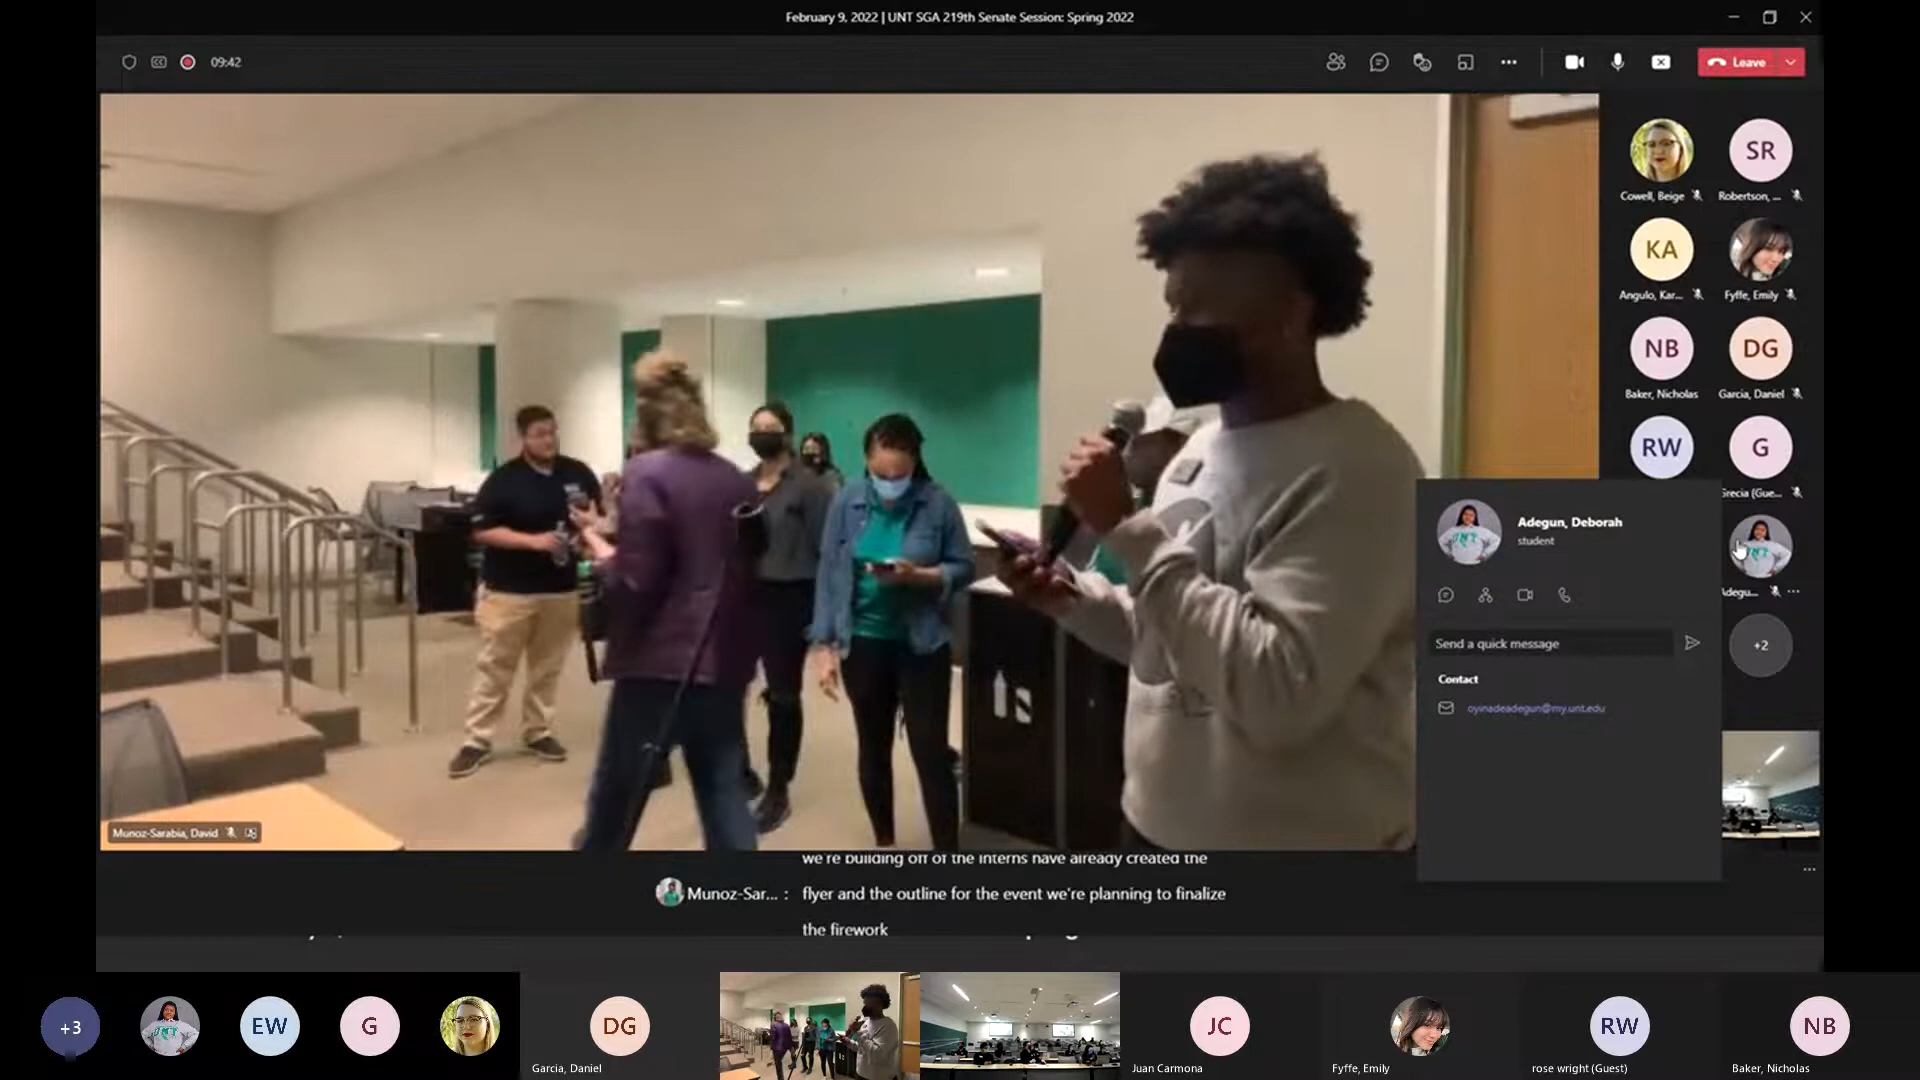 February 9, 2022 | UNT SGA 219th Senate Session: Spring 2022
09:42
Leave
Cowell, Beige
SR
Robertson, ...
KA
Angulo, Kar...
Fyffe, Emily
NB
Baker, Nicholas
DG
Garcia, Daniel
RW
G
Grecia (Gue...
Adegun, Deborah
student
Adegu...
Send a quick message
+2
Contact
oyinadeadegun@my.unt.edu
Munoz-Sarabia, David
we're building off of the interns have already created the
Munoz-Sar... : flyer and the outline for the event we're planning to finalize
the firework
+3
UNT
EW
G
DG
Garcia, Daniel
JC
Juan Carmona
Fyffe, Emily
RW
rose wright (Guest)
NB
Baker, Nicholas